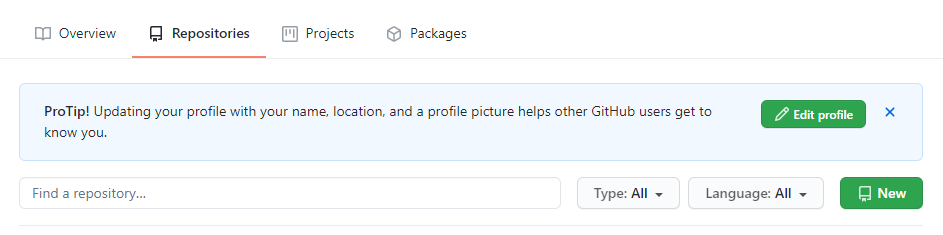 Overview Repositories Projects Packages
ProTip! Updating your profile with your name, location, and a profile picture helps other GitHub users get to
know you.
Edit profile
Find a repository...
Type: All
Language: All
New